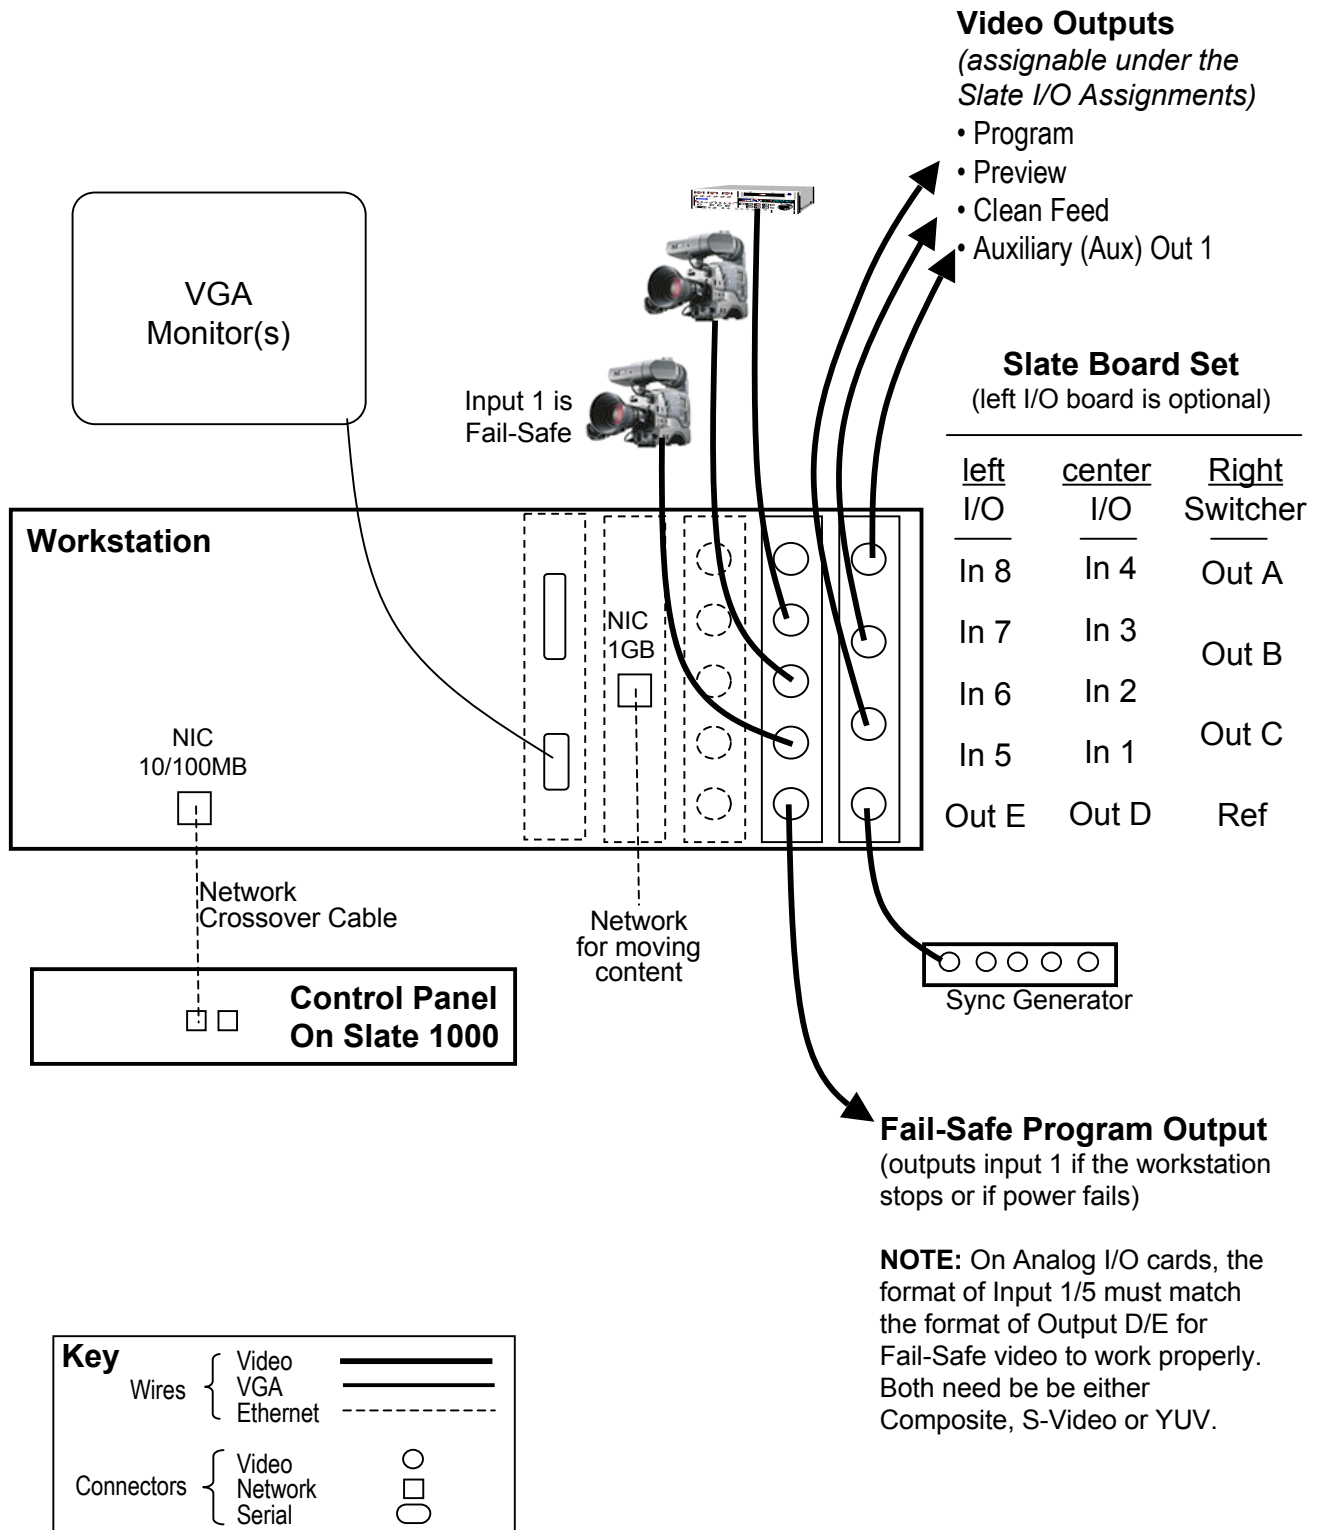 Video Outputs
(assignable under the
Slate I/O Assignments)
• Program
• Preview
• Clean Feed
• Auxiliary (Aux) Out 1
VGA
Monitor(s)
Input 1 is
Fail-Safe
Slate Board Set
(left I/O board is optional)
left center Right
I/O I/O Switcher
In 8 In 4 Out A
In 7 In 3 Out B
In 6 In 2 Out C
In 5 In 1
Out E Out D Ref
Workstation
NIC
1GB
NIC
10/100MB
Network
Crossover Cable
Network
for moving
content
Control Panel
On Slate 1000
Sync Generator
Fail-Safe Program Output
(outputs input 1 if the workstation
stops or if power fails)
NOTE: On Analog I/O cards, the
format of Input 1/5 must match
the format of Output D/E for
Fail-Safe video to work properly.
Both need be be either
Composite, S-Video or YUV.
Key
Wires
Video
VGA
Ethernet
Connectors
Video
Network
Serial